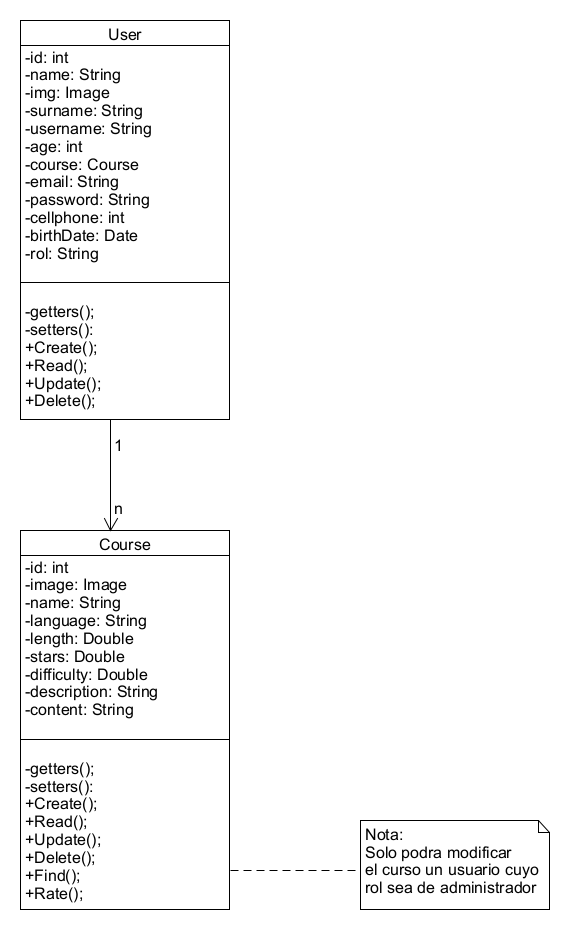 User
-id: int
-name: String
-img: Image
-surname: String
-username: String
-age: int
-course: Course
-email: String
-password: String
-cellphone: int
-birthDate: Date
-rol: String
-getters();
-setters():
+Create();
+Read();
+Update();
+Delete();
1
n
Course
-id: int
-image: Image
-name: String
-language: String
-length: Double
-stars: Double
-difficulty: Double
-description: String
-content: String
-getters();
-setters():
+Create();
+Read();
+Update();
+Delete();
+Find();
+Rate();
Nota:
Solo podra modificar
el curso un usuario cuyo
rol sea de administrador